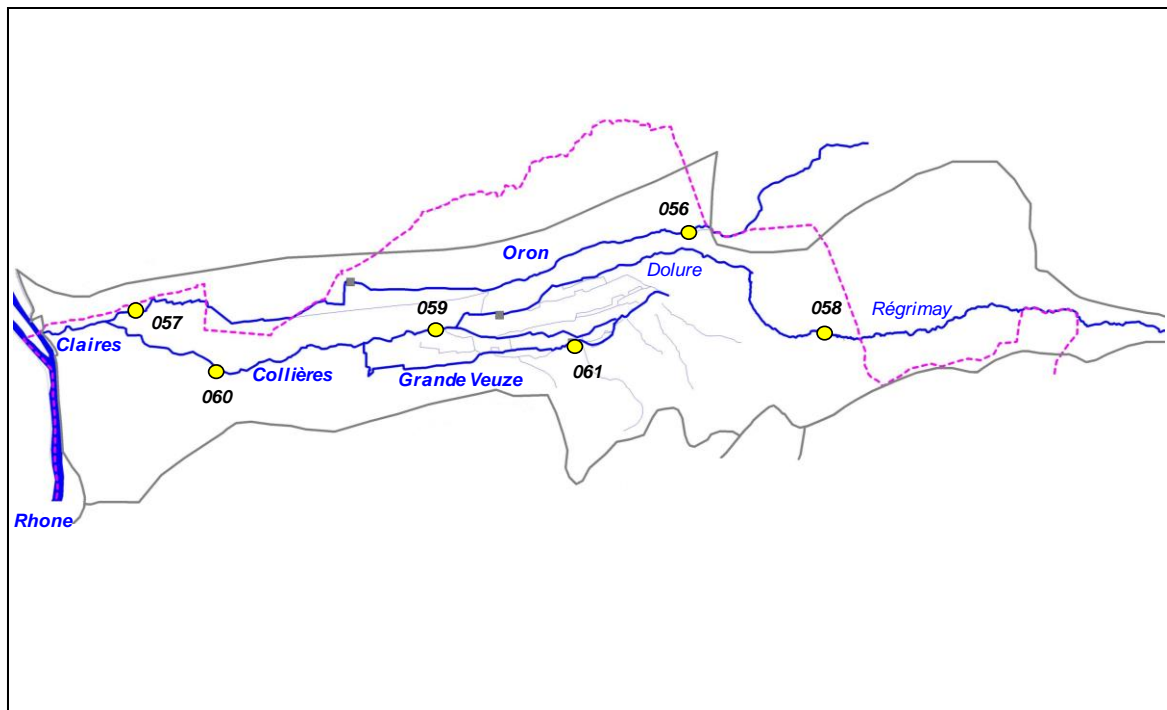 056
Oron
Dolure
059
058
Régrimay
057
Claires
Collières
Grande Veuze
061
060
Rhone